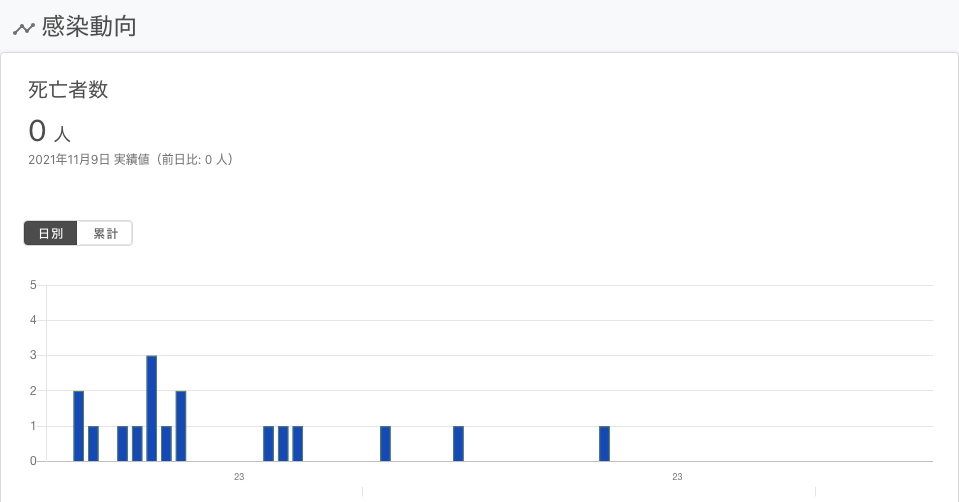 感染動向
死亡者数
0 人
2021年11月9日 実績値（前日比: 0 人）
日別 累計
5
4
3
2
1
0
23 23